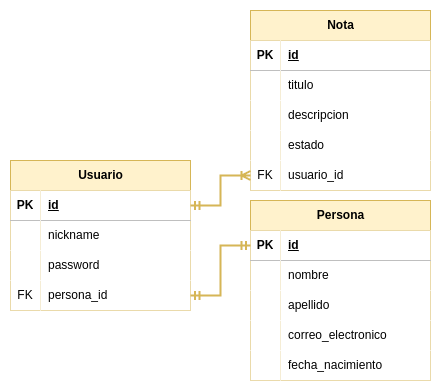 Nota
PK id
titulo
descripcion
estado
FK usuario_id
Usuario
PK id
nickname
password
FK persona_id
Persona
PK id
nombre
apellido
correo_electronico
fecha_nacimiento